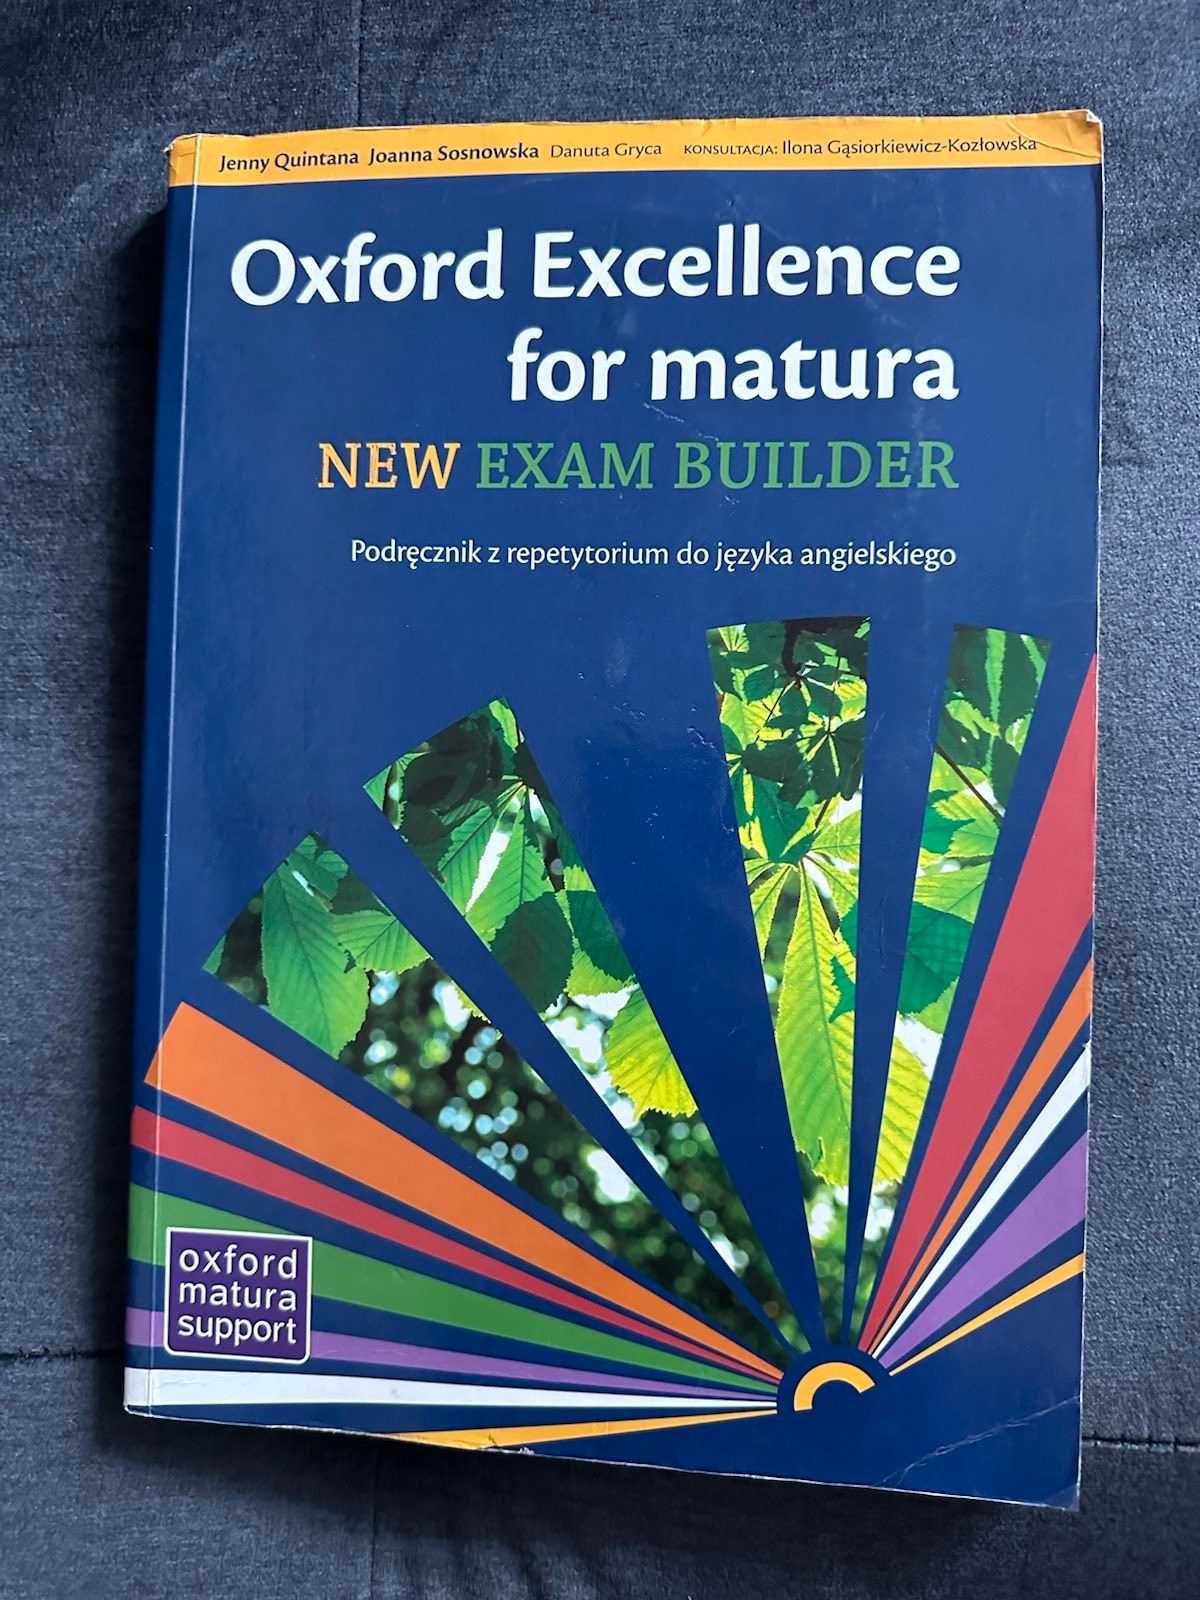 Jenny Quintana Joanna Sosnowska Danuta Gryca KONSULTACJA: Ilona Gąsiorkiewicz-Kozłowska
Oxford Excellence
for matura
NEW EXAM BUILDER
Podręcznik z repetytorium do języka angielskiego
oxford
matura
support